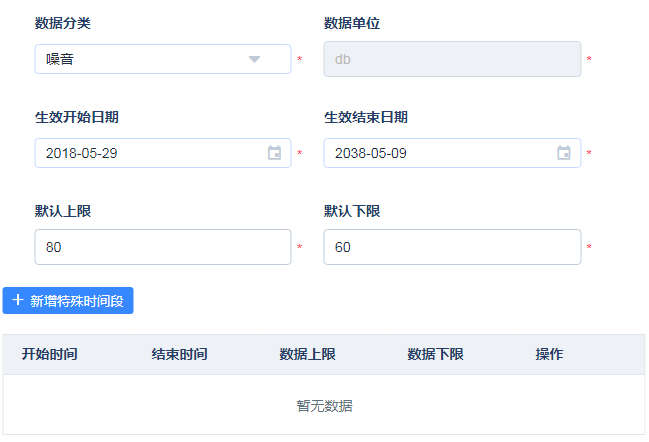 数据分类 数据单位
噪音 * db *
生效开始日期 生效结束日期
2018-05-29 * 2038-05-09 *
默认上限 默认下限
80 * 60 *
+ 新增特殊时间段
开始时间 结束时间 数据上限 数据下限 操作
暂无数据